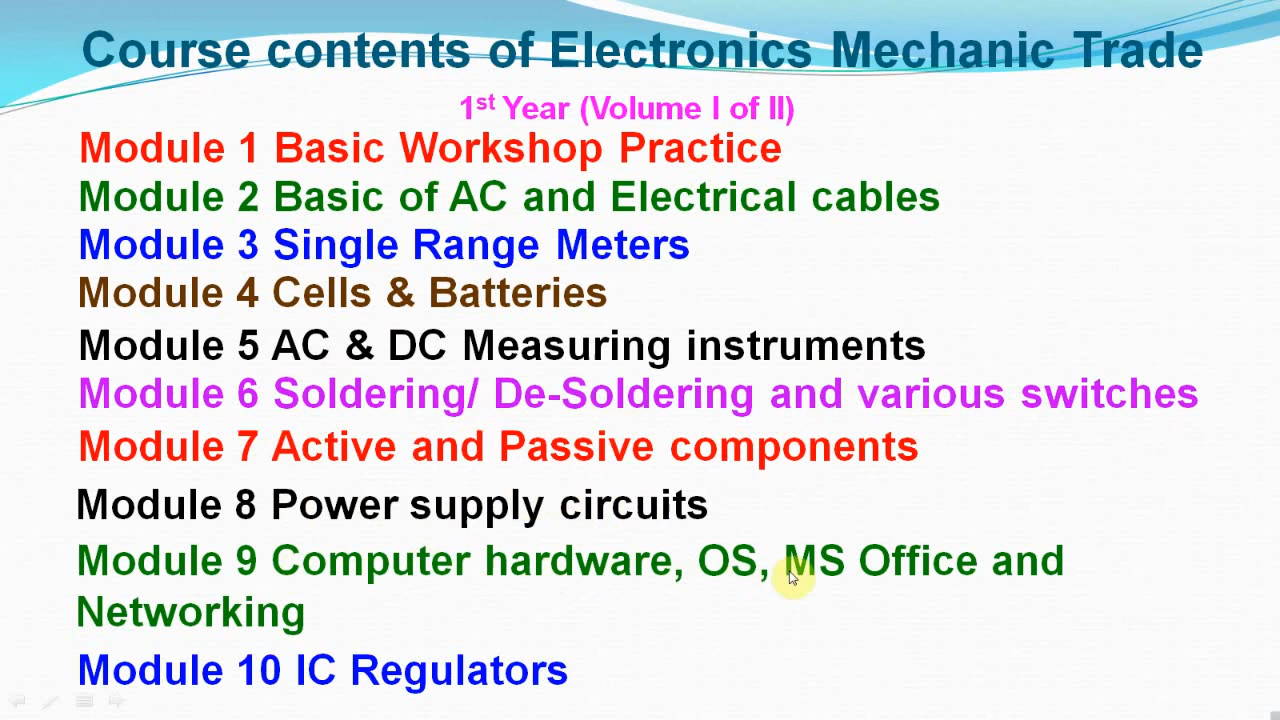 Course contents of Electronics Mechanic Trade
1st Year (Volume I of II)
Module 1 Basic Workshop Practice
Module 2 Basic of AC and Electrical cables
Module 3 Single Range Meters
Module 4 Cells & Batteries
Module 5 AC & DC Measuring instruments
Module 6 Soldering/ De-Soldering and various switches
Module 7 Active and Passive components
Module 8 Power supply circuits
Module 9 Computer hardware, OS, MS Office and
Networking
Module 10 IC Regulators